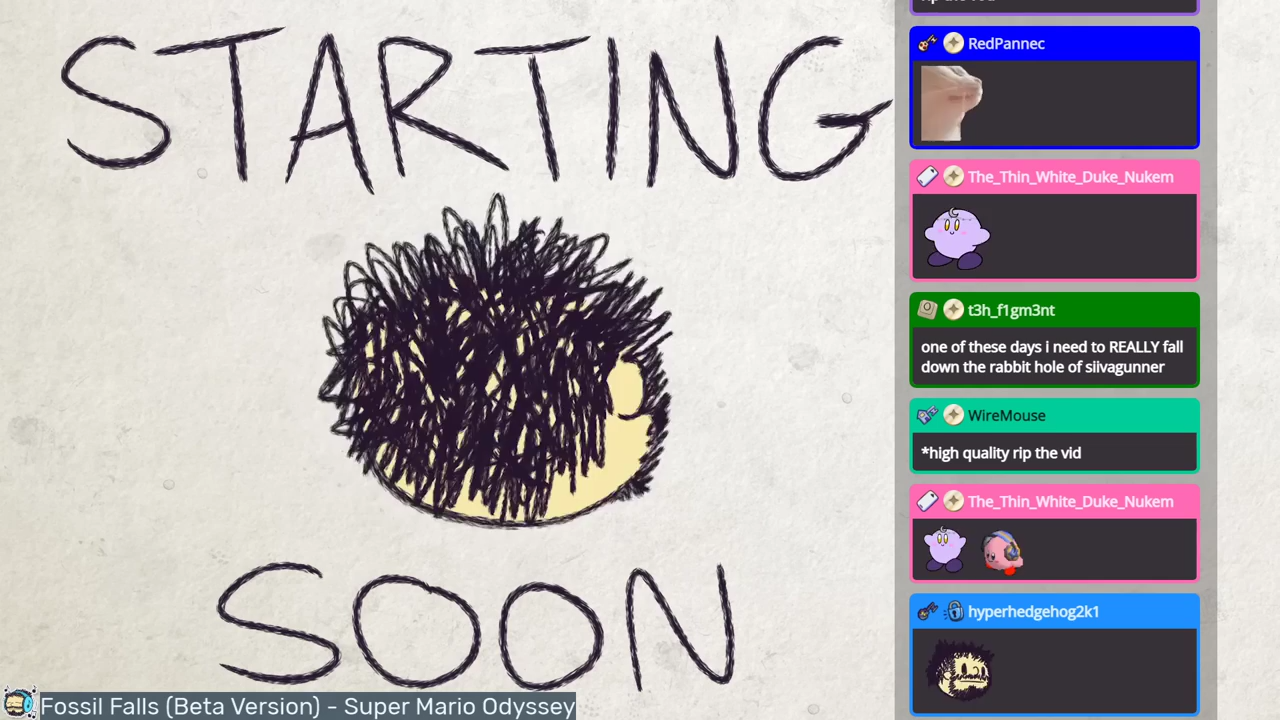 STARTING
SOON
RedPannec
The_Thin_White_Duke_Nukem
t3h_f1gm3nt
one of these days i need to REALLY fall
down the rabbit hole of siivagunner
WireMouse
*high quality rip the vid
The_Thin_White_Duke_Nukem
hyperhedgehog2k1
Fossil Falls (Beta Version) - Super Mario Odyssey